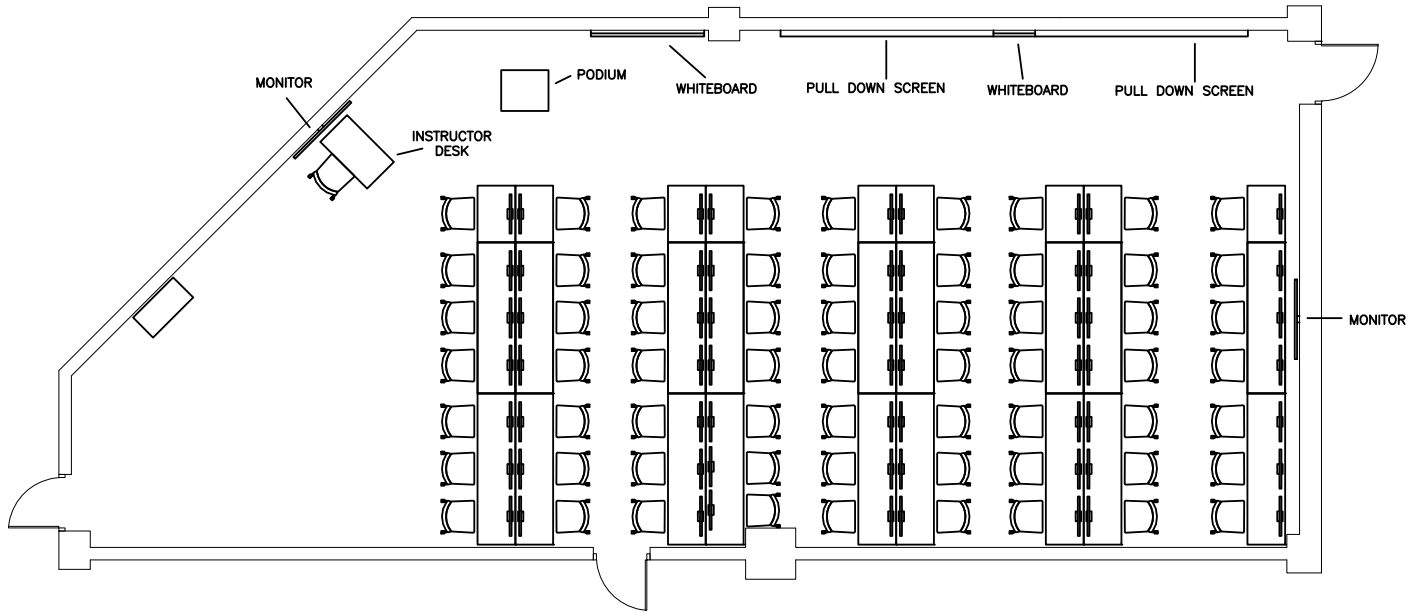 MONITOR
PODIUM
WHITEBOARD
PULL DOWN SCREEN
WHITEBOARD
PULL DOWN SCREEN
INSTRUCTOR
DESK
MONITOR